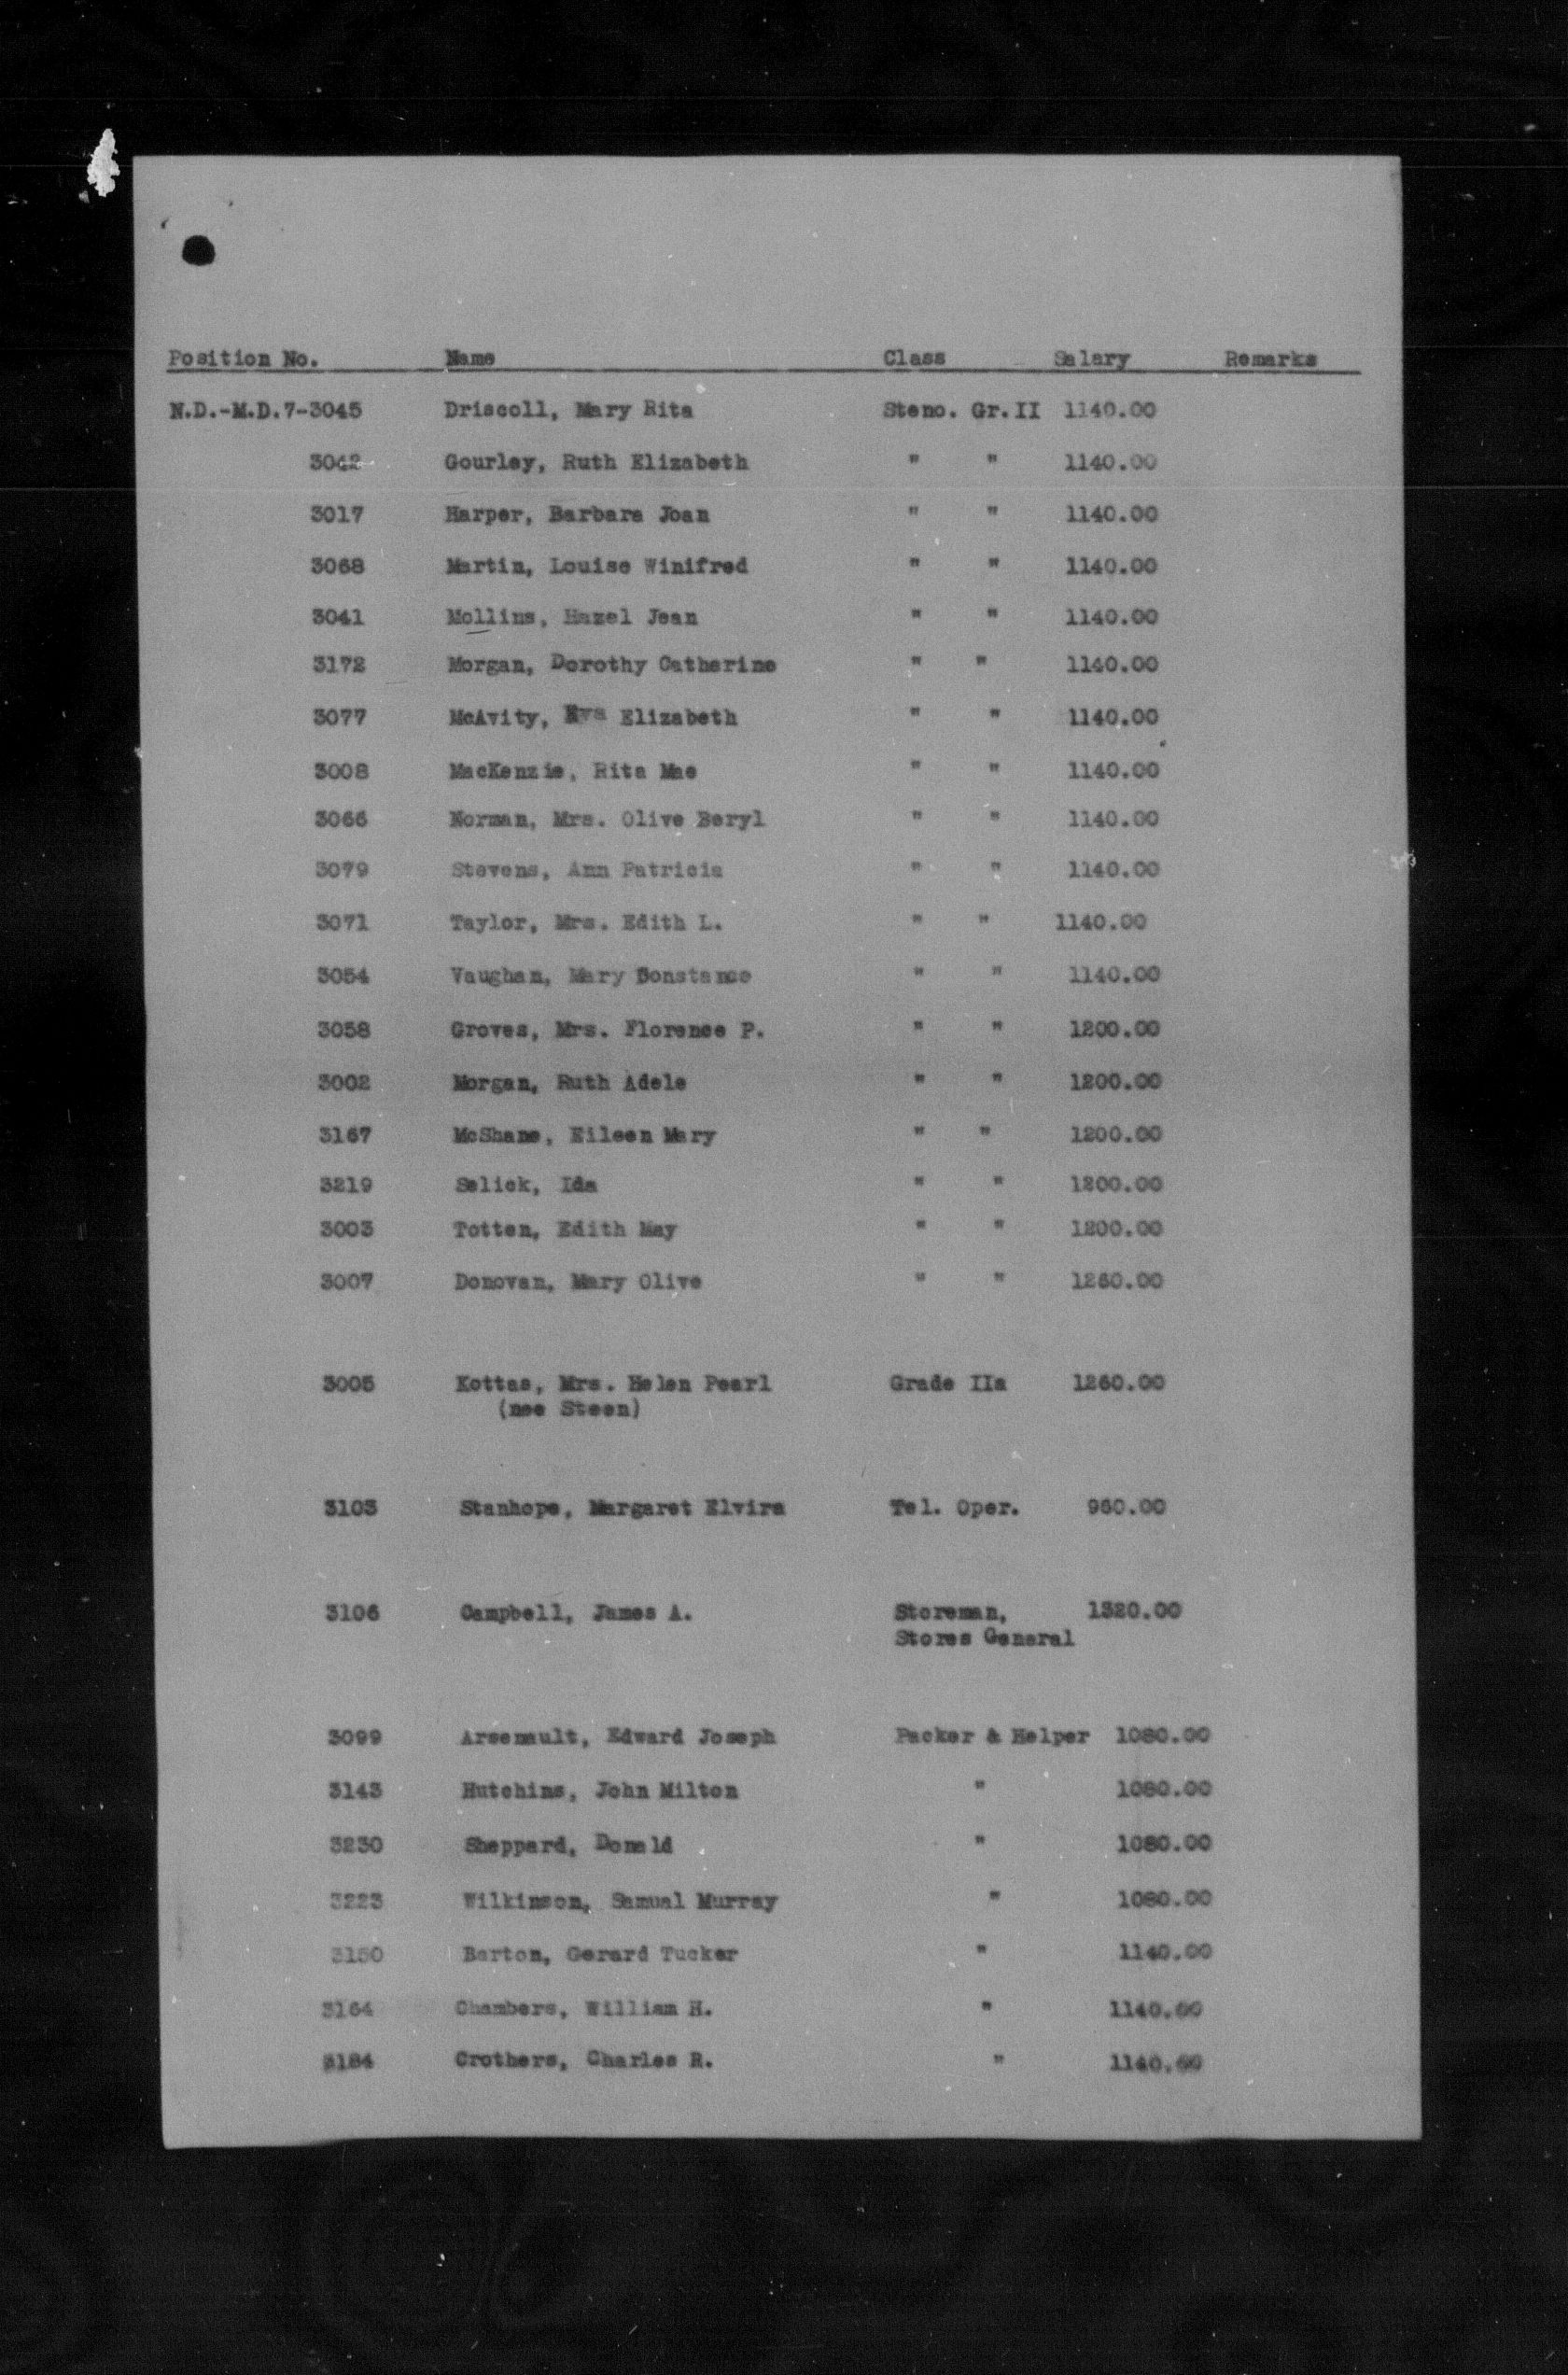 Position No. Name Class Salary Remarks
N.D.-M.D.7-3045 Driscoll, Mary Rita Steno. Gr.II 1140.00
3042 Gourley, Ruth Elizabeth " " 1140.00
3017 Harper, Barbara Joan " " 1140.00
3068 Martin, Louise Winifred " " 1140.00
3041 Mollins, Hazel Jean " " 1140.00
3172 Morgan, Dorothy Catherine " " 1140.00
3077 McAvity, Eva Elizabeth " " 1140.00
3008 MacKenzie, Rita Mae " " 1140.00
3066 Norman, Mrs. Olive Beryl " " 1140.00
3079 Stevens, Ann Patricia " " 1140.00
3071 Taylor, Mrs. Edith L. " " 1140.00
3054 Vaughan, Mary Constance " " 1140.00
3058 Groves, Mrs. Florence P. " " 1200.00
3002 Morgan, Ruth Adele " " 1200.00
3167 McShane, Eileen Mary " " 1200.00
3219 Selick, Ida " " 1200.00
3003 Totten, Edith May " " 1200.00
3007 Donovan, Mary Olive " " 1260.00
3005 Kottas, Mrs. Helen Pearl Grade IIa 1260.00
(nee Steen)
3103 Stanhope, Margaret Elvira Tel. Oper. 960.00
3106 Campbell, James A. Storeman, 1320.00
Stores General
3099 Arsenault, Edward Joseph Packer & Helper 1080.00
3143 Hutchins, John Milton " 1080.00
3230 Sheppard, Donald " 1080.00
3223 Wilkinson, Samual Murray " 1080.00
3150 Barton, Gerard Tucker " 1140.00
3164 Chambers, William H. " 1140.00
3184 Crothers, Charles R. " 1140.00